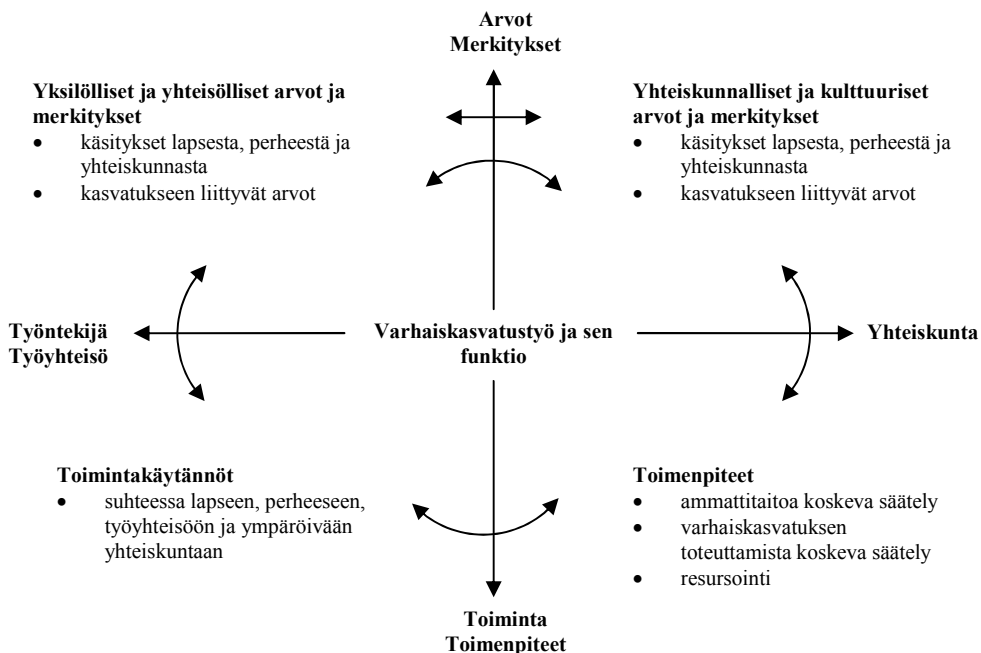 Arvot
Merkitykset
Yksilölliset ja yhteisölliset arvot ja
merkitykset
• käsitykset lapsesta, perheestä ja
yhteiskunnasta
• kasvatukseen liittyvät arvot
Yhteiskunnalliset ja kulttuuriset
arvot ja merkitykset
• käsitykset lapsesta, perheestä ja
yhteiskunnasta
• kasvatukseen liittyvät arvot
Työntekijä
Työyhteisö
Varhaiskasvatustyö ja sen
funktio
Yhteiskunta
Toimintakäytännöt
• suhteessa lapseen, perheeseen,
työyhteisöön ja ympäröivään
yhteiskuntaan
Toimenpiteet
• ammattitaitoa koskeva säätely
• varhaiskasvatuksen
toteuttamista koskeva säätely
• resursointi
Toiminta
Toimenpiteet